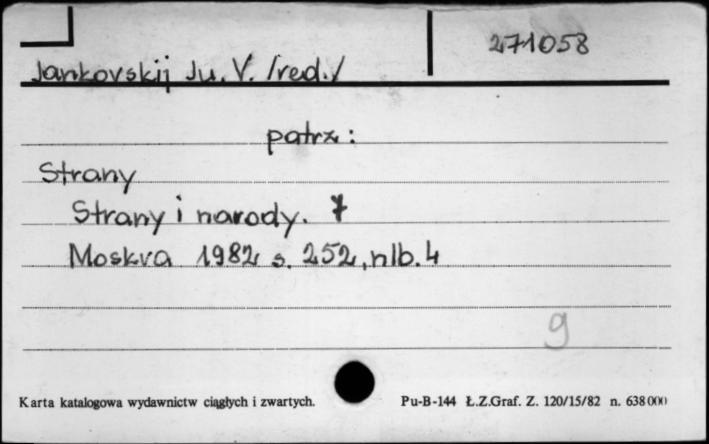 271058
Jankovskij Ju. V. /red./
patrz:
Strany
Strany i narody. 7
Moskva 1982 s. 252, nlb. 4
9
Karta katalogowa wydawnictw ciągłych i zwartych. Pu-B-144 Ł.Z.Graf. Z. 120/15/82 n. 638 000